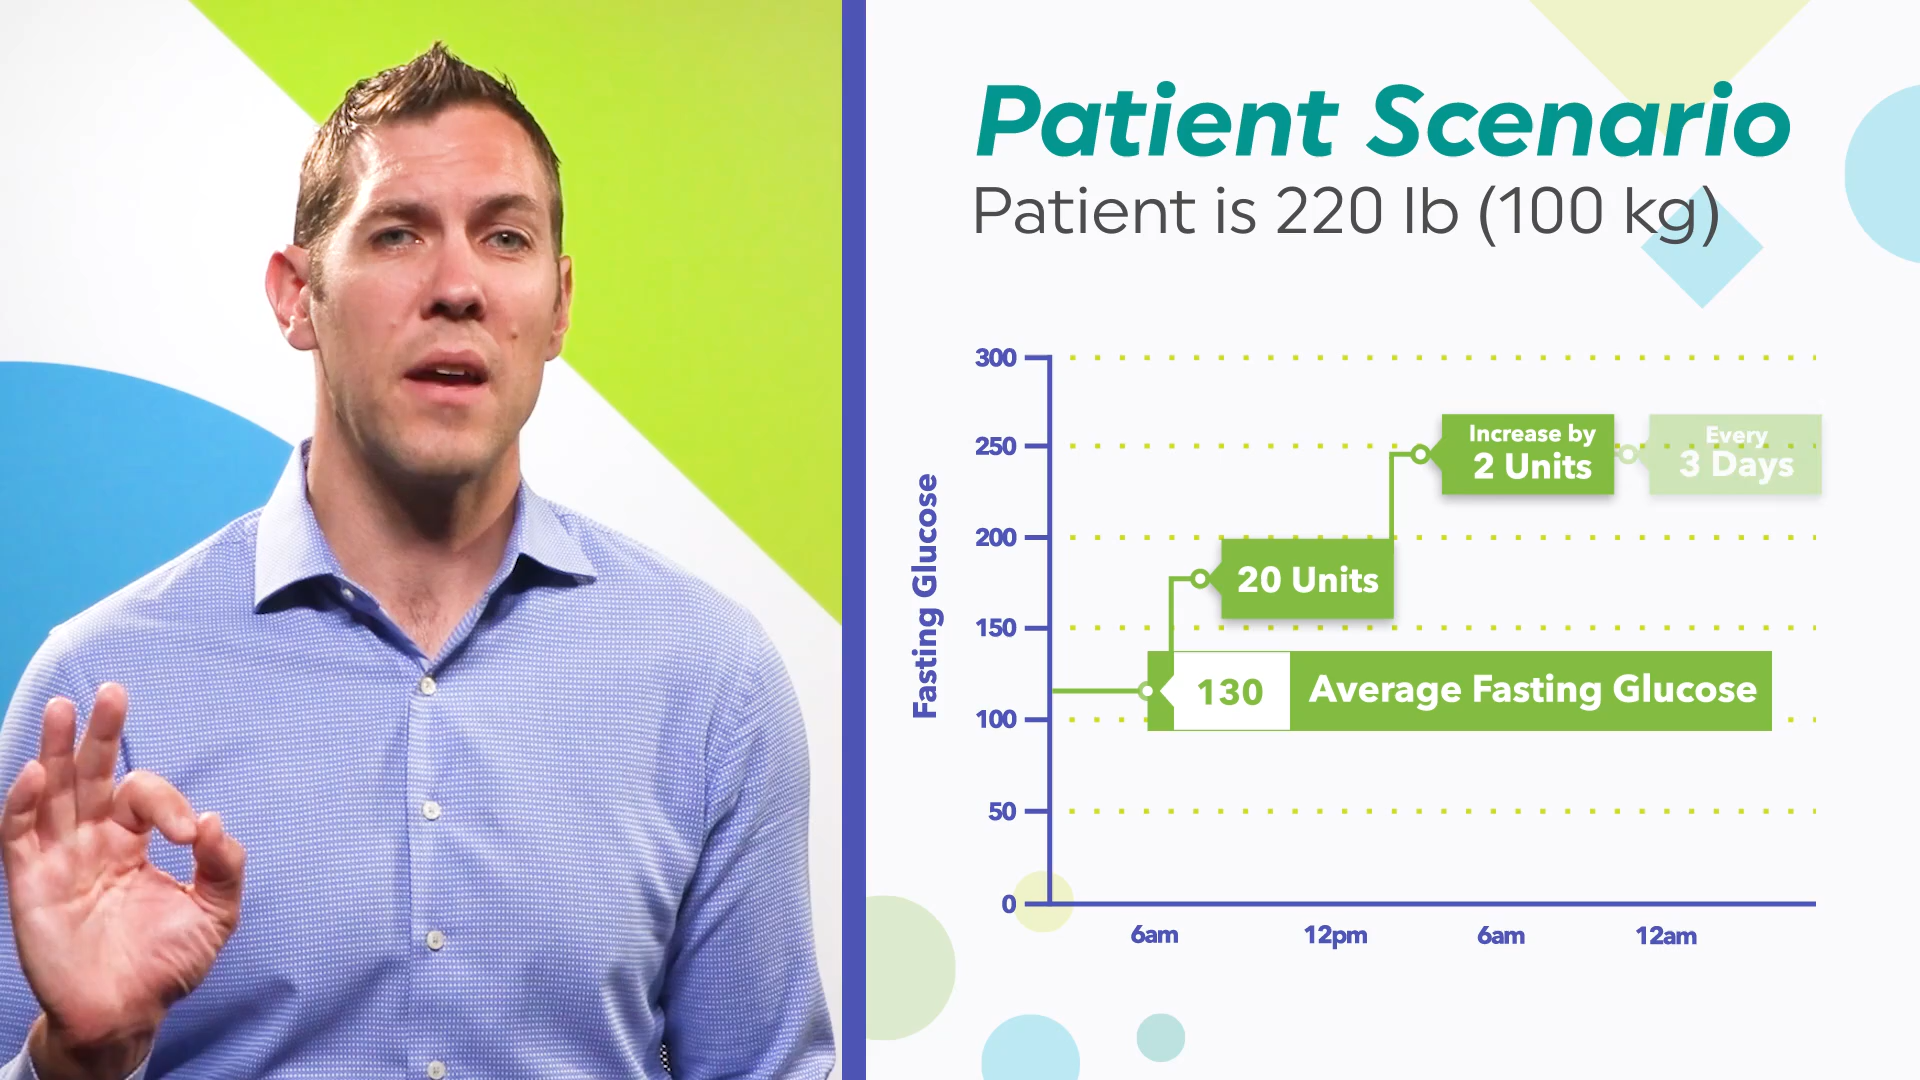 Patient Scenario
Patient is 220 lb (100 kg)
Fasting Glucose
300
250
200
150
100
50
0
Increase by
2 Units
Every
3 Days
20 Units
130
Average Fasting Glucose
6am
12pm
6am
12am